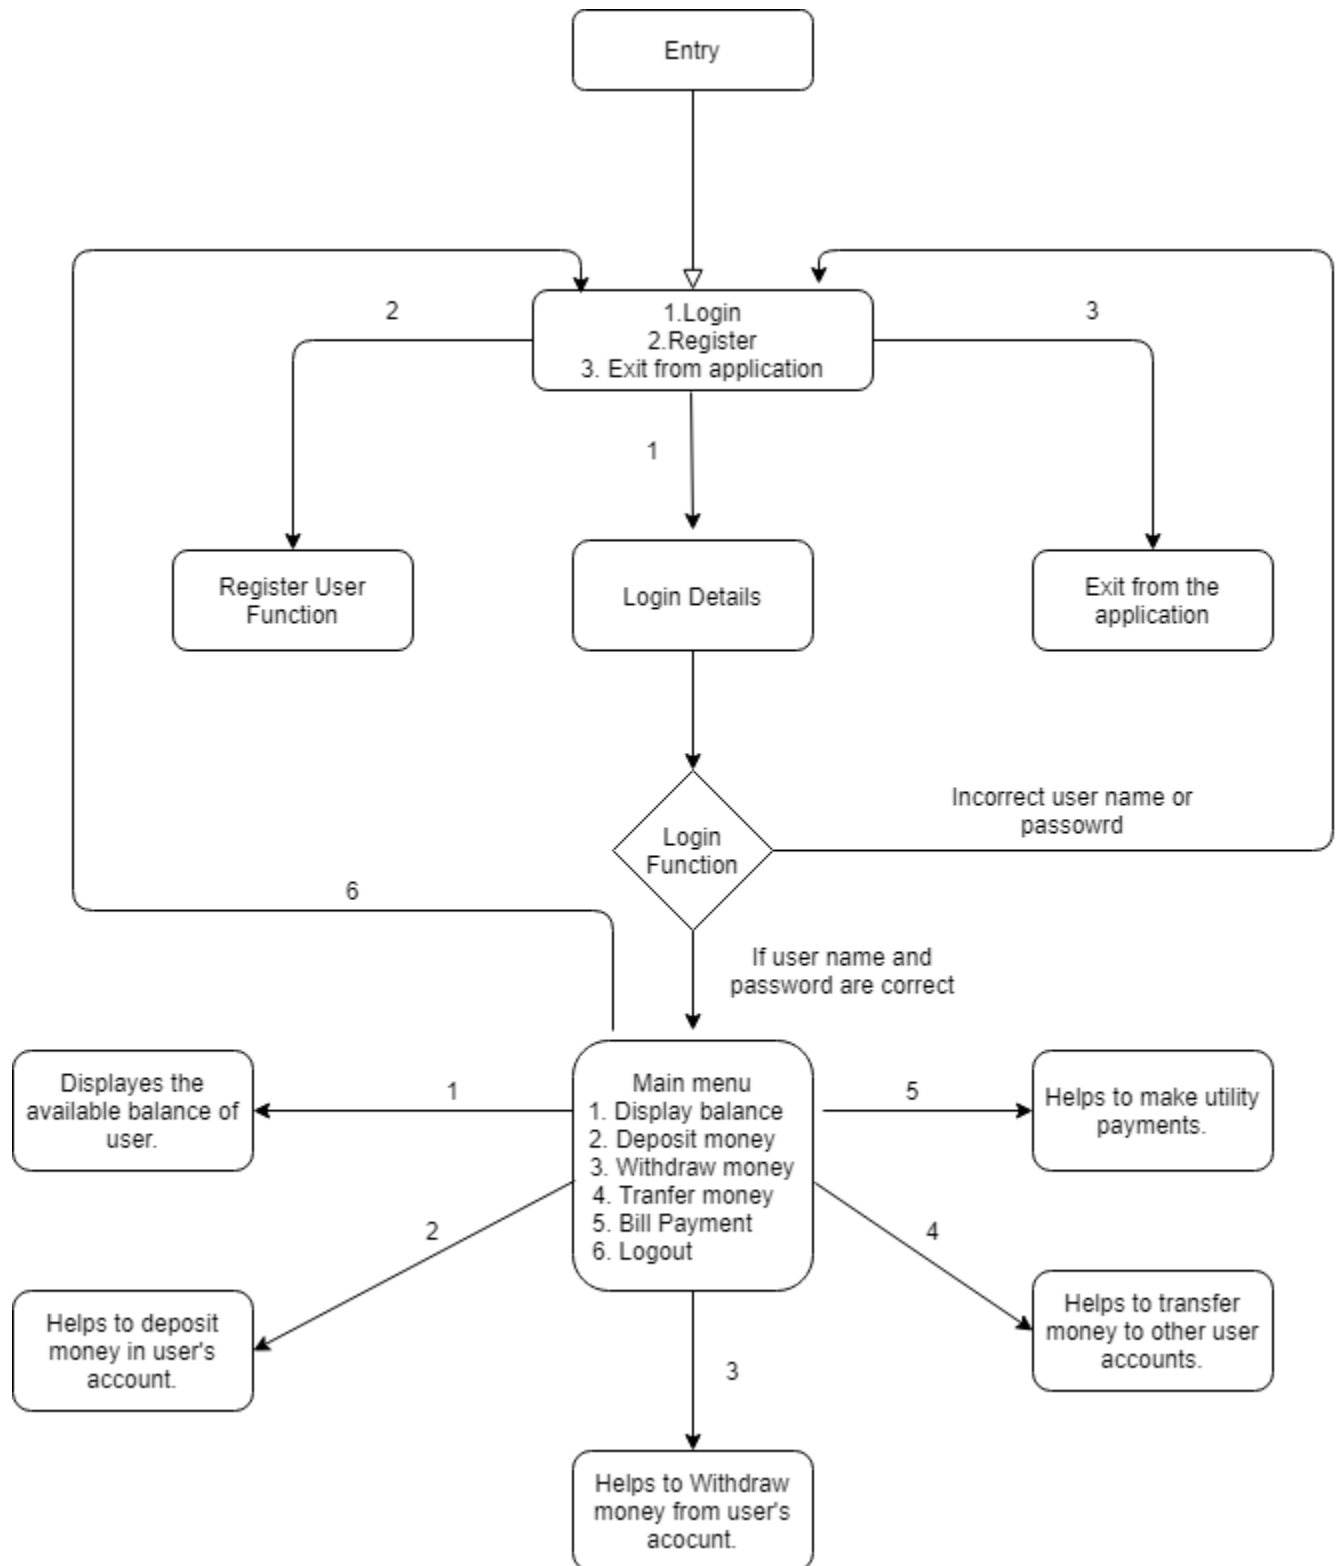 Entry
1.Login
2.Register
3. Exit from application
2
3
1
Register User
Function
Login Details
Exit from the
application
Login
Function
Incorrect user name or
passowrd
6
If user name and
password are correct
Main menu
1. Display balance
2. Deposit money
3. Withdraw money
4. Tranfer money
5. Bill Payment
6. Logout
1
Displayes the
available balance of
user.
5
Helps to make utility
payments.
2
Helps to deposit
money in user's
account.
4
Helps to transfer
money to other user
accounts.
3
Helps to Withdraw
money from user's
acocunt.